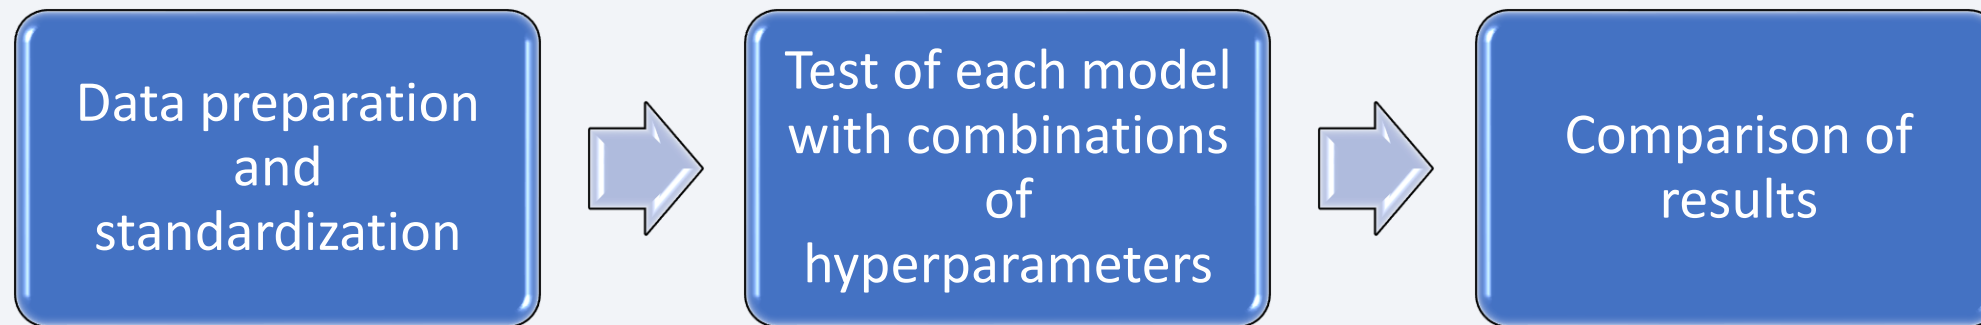 Data preparation
and
standardization
Test of each model
with combinations
of
hyperparameters
Comparison of
results